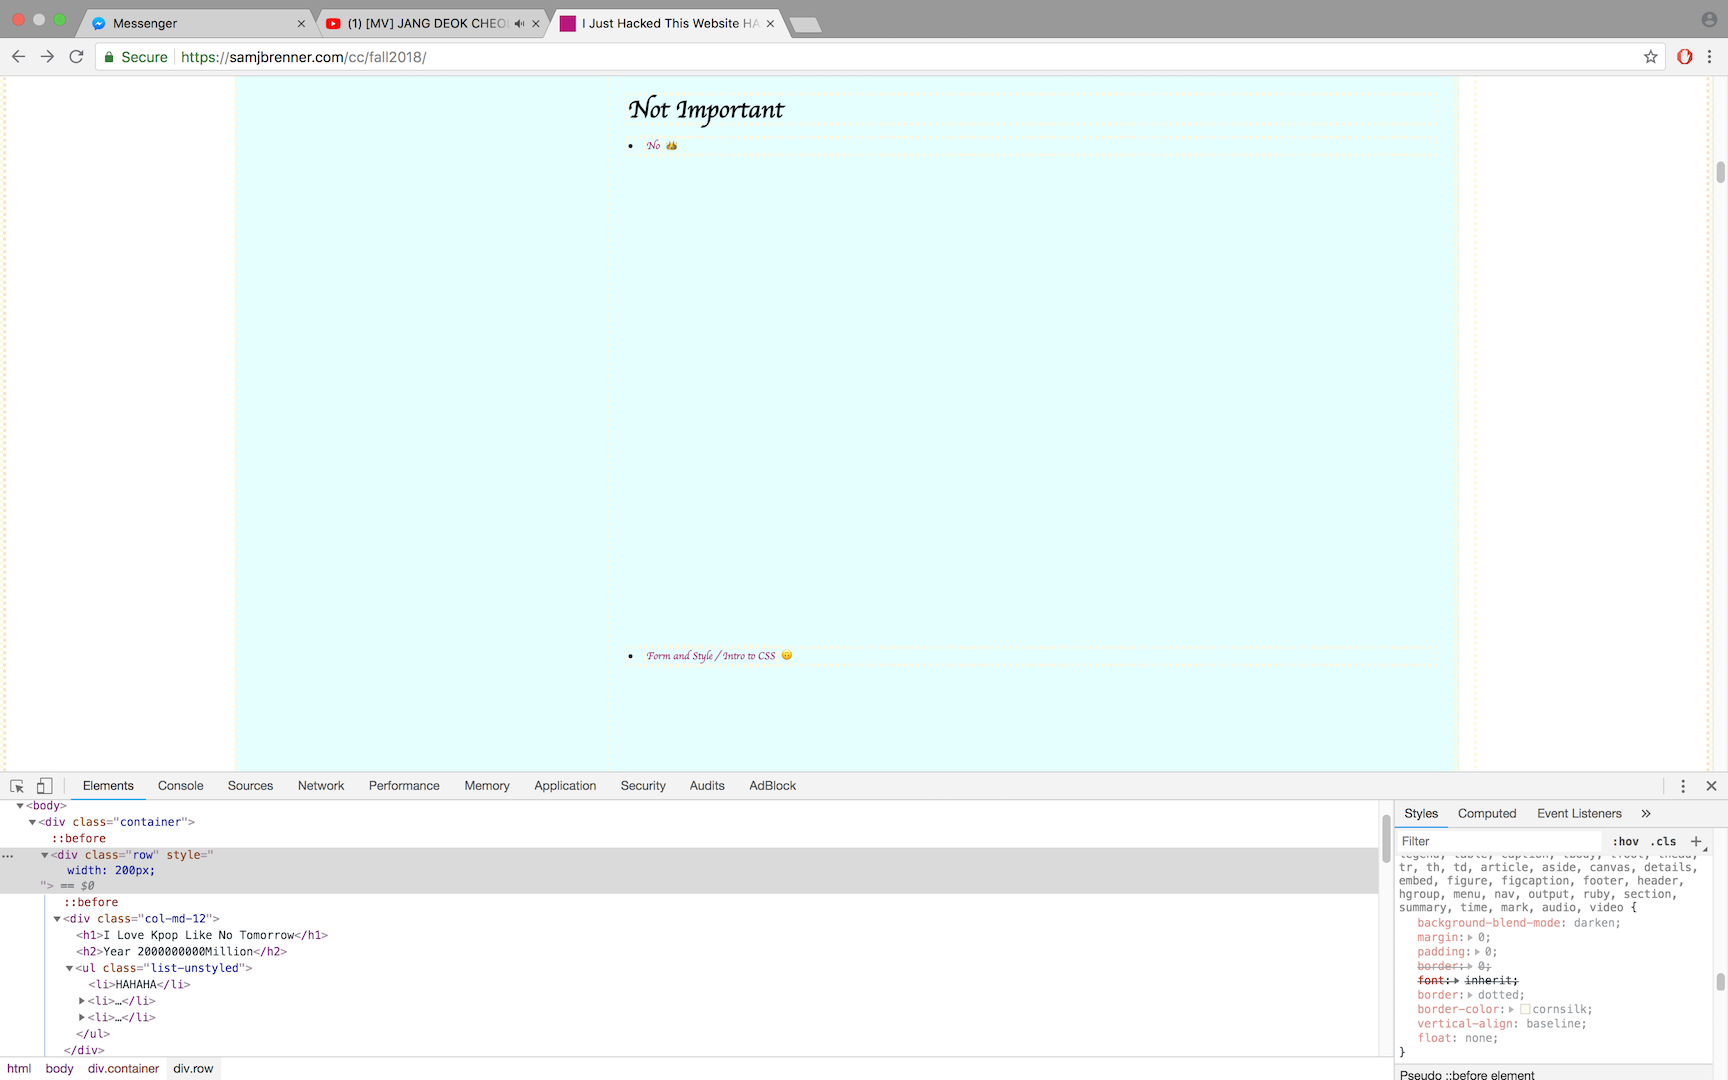 Messenger
(1) [MV] JANG DEOK CHEO
I Just Hacked This Website HA
Secure
https://samjbrenner.com/cc/fall2018/
Not Important
• No
• Form and Style / Intro to CSS
Elements Console Sources Network Performance Memory Application Security Audits AdBlock
<body>
<div class="container">
::before
<div class="row" style="
width: 200px;
"> == $0
::before
<div class="col-md-12">
<h1>I Love Kpop Like No Tomorrow</h1>
<h2>Year 2000000000Million</h2>
<ul class="list-unstyled">
<li>HAHAHA</li>
<li>…</li>
<li>…</li>
</ul>
</div>
html body div.container div.row
Styles Computed Event Listeners »
Filter :hov .cls +
legend, table, caption, tbody, tfoot, thead,
tr, th, td, article, aside, canvas, details,
embed, figure, figcaption, footer, header,
hgroup, menu, nav, output, ruby, section,
summary, time, mark, audio, video {
background-blend-mode: darken;
margin: 0;
padding: 0;
border: 0;
font: inherit;
border: dotted;
border-color: cornsilk;
vertical-align: baseline;
float: none;
}
Pseudo ::before element